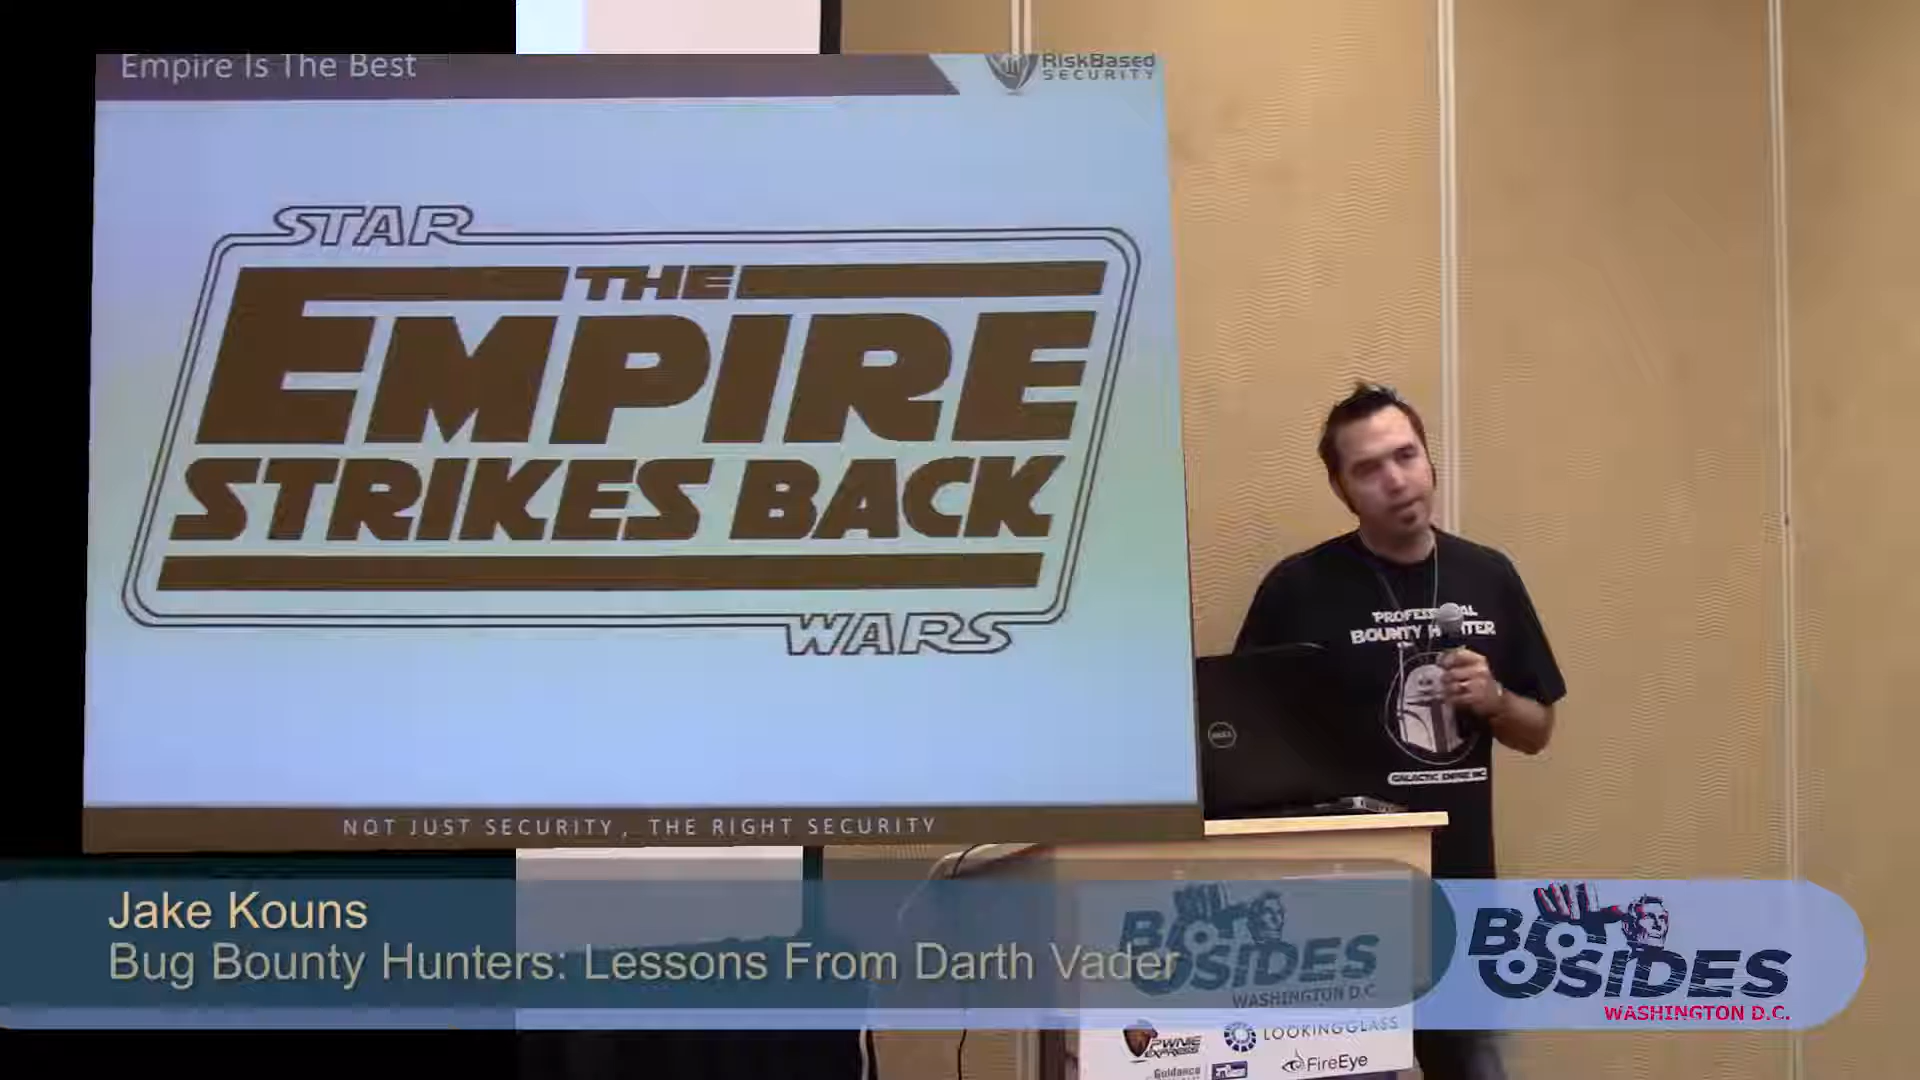 Empire Is The Best
RiskBased
SECURITY
STAR
THE
EMPIRE
STRIKES BACK
WARS
NOT JUST SECURITY, THE RIGHT SECURITY
PROFESSIONAL
BOUNTY HUNTER
GALACTIC EMPIRE INC
DELL
Jake Kouns
Bug Bounty Hunters: Lessons From Darth Vader
BSIDES
WASHINGTON D.C.
BSIDES
WASHINGTON D.C.
PWNIE
EXPRESS
LOOKINGGLASS
FireEye
Guidance